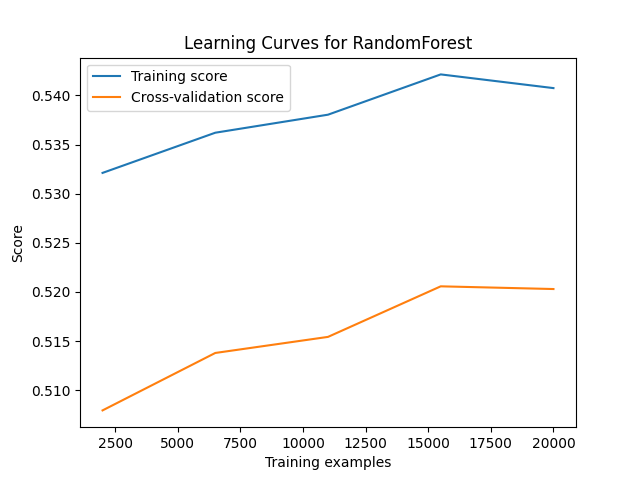 Learning Curves for RandomForest
Training score
Cross-validation score
0.540
0.535
0.530
0.525
0.520
0.515
0.510
Score
2500 5000 7500 10000 12500 15000 17500 20000
Training examples